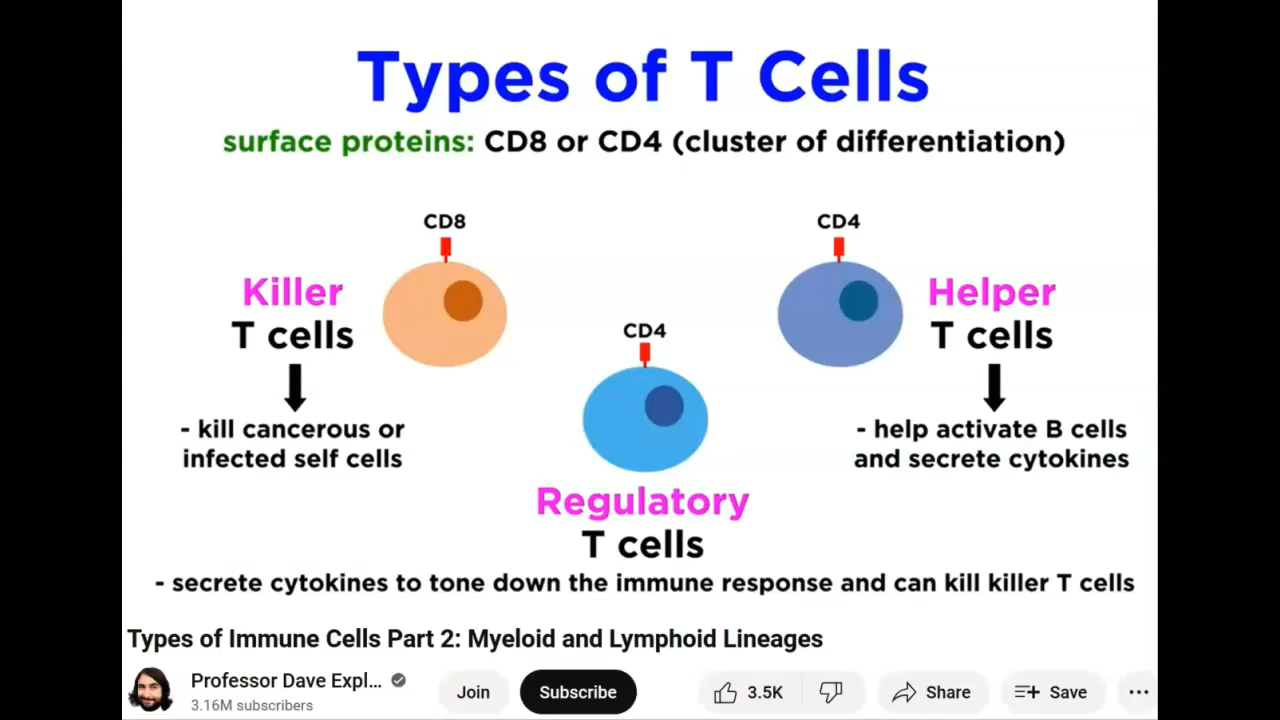 Types of T Cells
surface proteins: CD8 or CD4 (cluster of differentiation)
CD8
CD4
Killer
T cells
Helper
T cells
CD4
- kill cancerous or
infected self cells
- help activate B cells
and secrete cytokines
Regulatory
T cells
- secrete cytokines to tone down the immune response and can kill killer T cells
Types of Immune Cells Part 2: Myeloid and Lymphoid Lineages
Professor Dave Expl...
3.16M subscribers
Join
Subscribe
3.5K
Share
Save